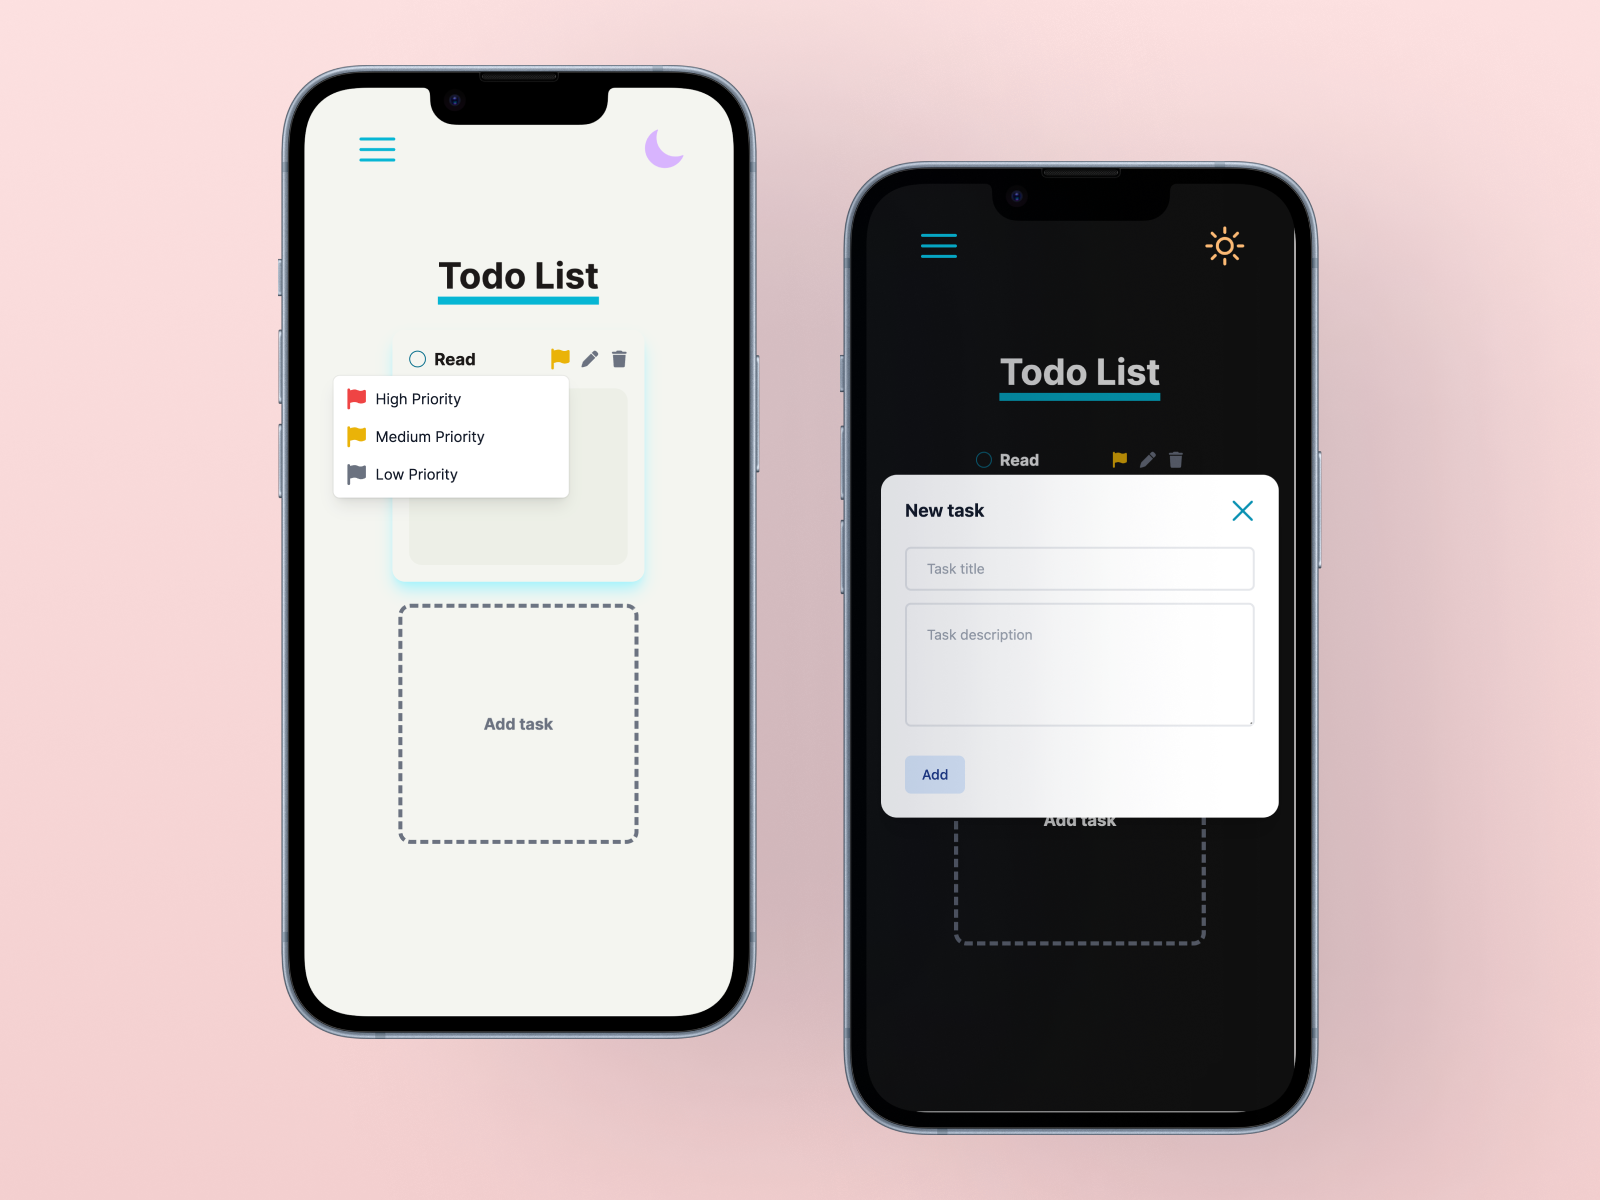 Todo List
Read
High Priority
Medium Priority
Low Priority
Add task
Todo List
Read
New task
Task title
Task description
Add
Add task